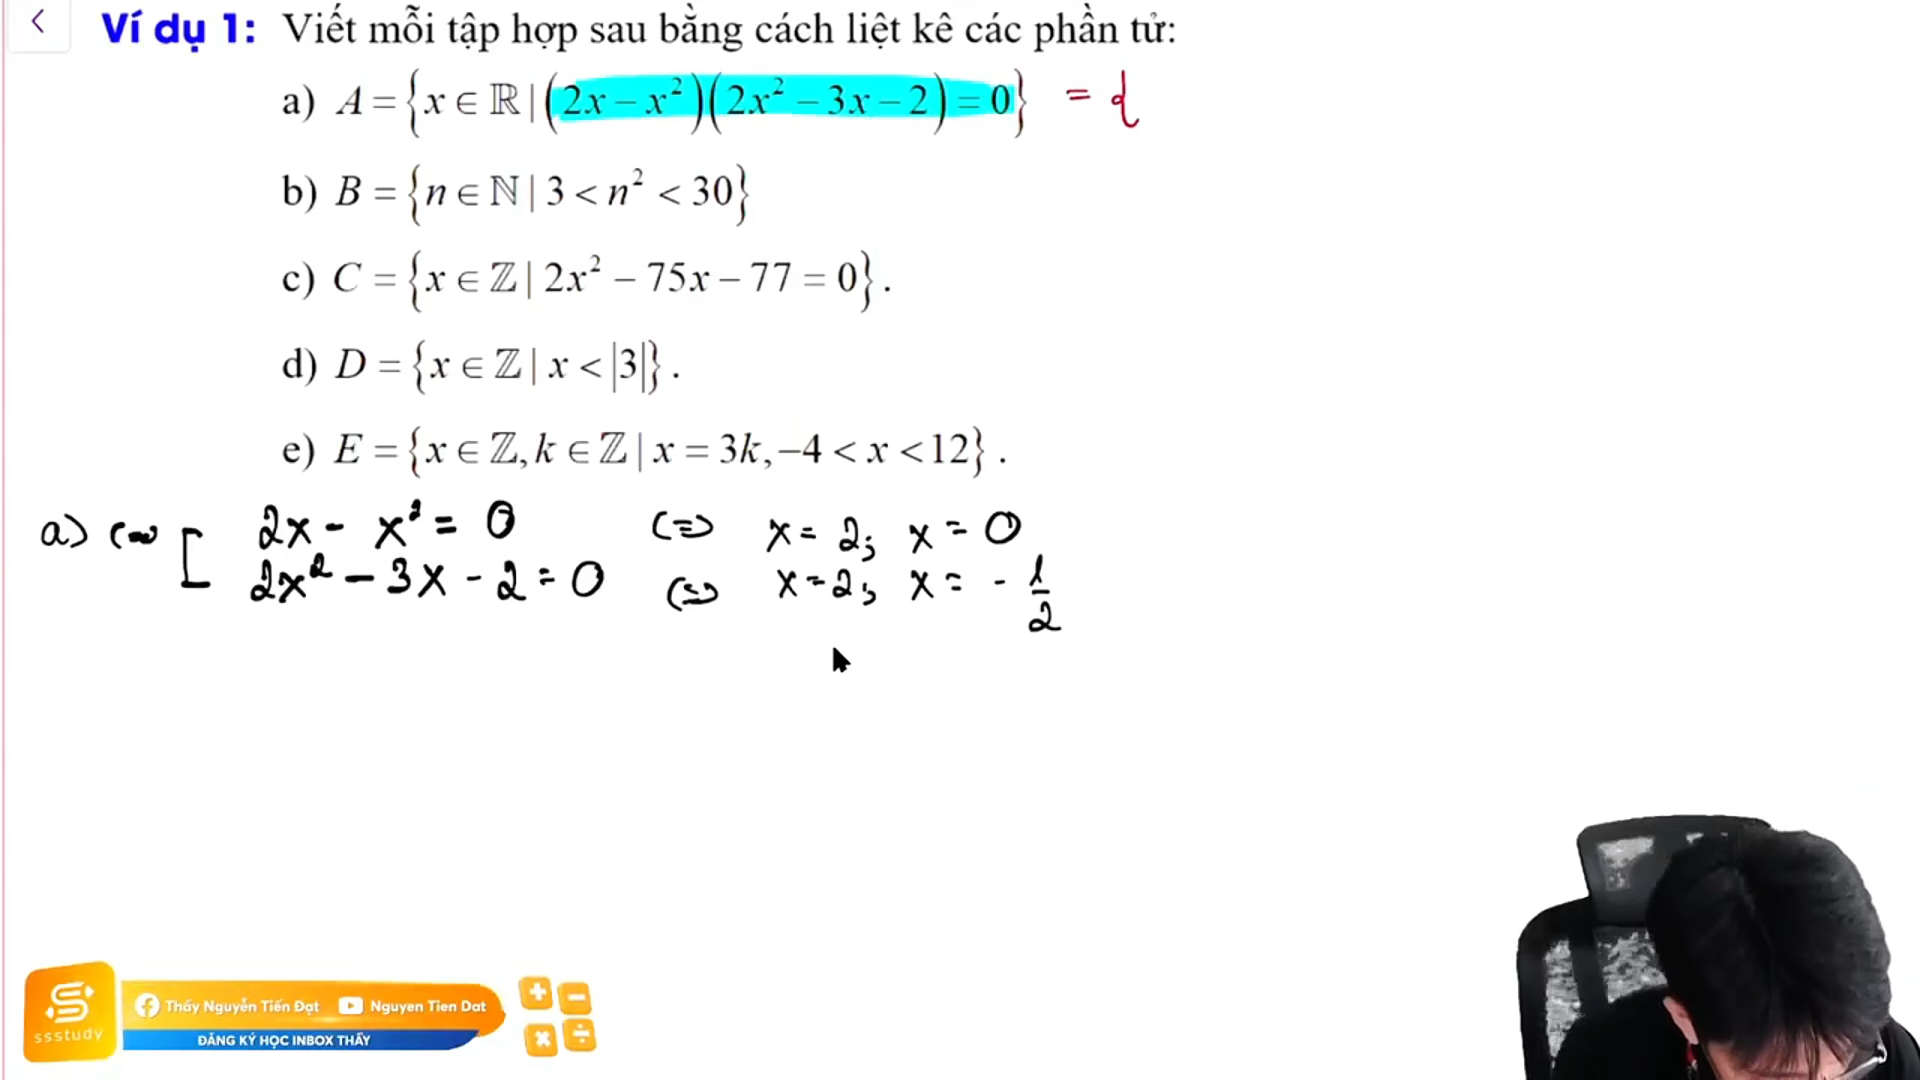 Ví dụ 1: Viết mỗi tập hợp sau bằng cách liệt kê các phần tử:
a) A = {x ∈ ℝ | (2x − x²)(2x² − 3x − 2) = 0} = {
b) B = {n ∈ ℕ | 3 < n² < 30}
c) C = {x ∈ ℤ | 2x² − 75x − 77 = 0}.
d) D = {x ∈ ℤ | x < |3|}.
e) E = {x ∈ ℤ, k ∈ ℤ | x = 3k, −4 < x < 12}.
a) (=) [ 2x - x² = 0 (=) x = 2; x = 0
2x² - 3x - 2 = 0 (=) x = 2; x = - 1/2
ssstudy
Thầy Nguyễn Tiến Đạt Nguyen Tien Dat
ĐĂNG KÝ HỌC INBOX THẦY